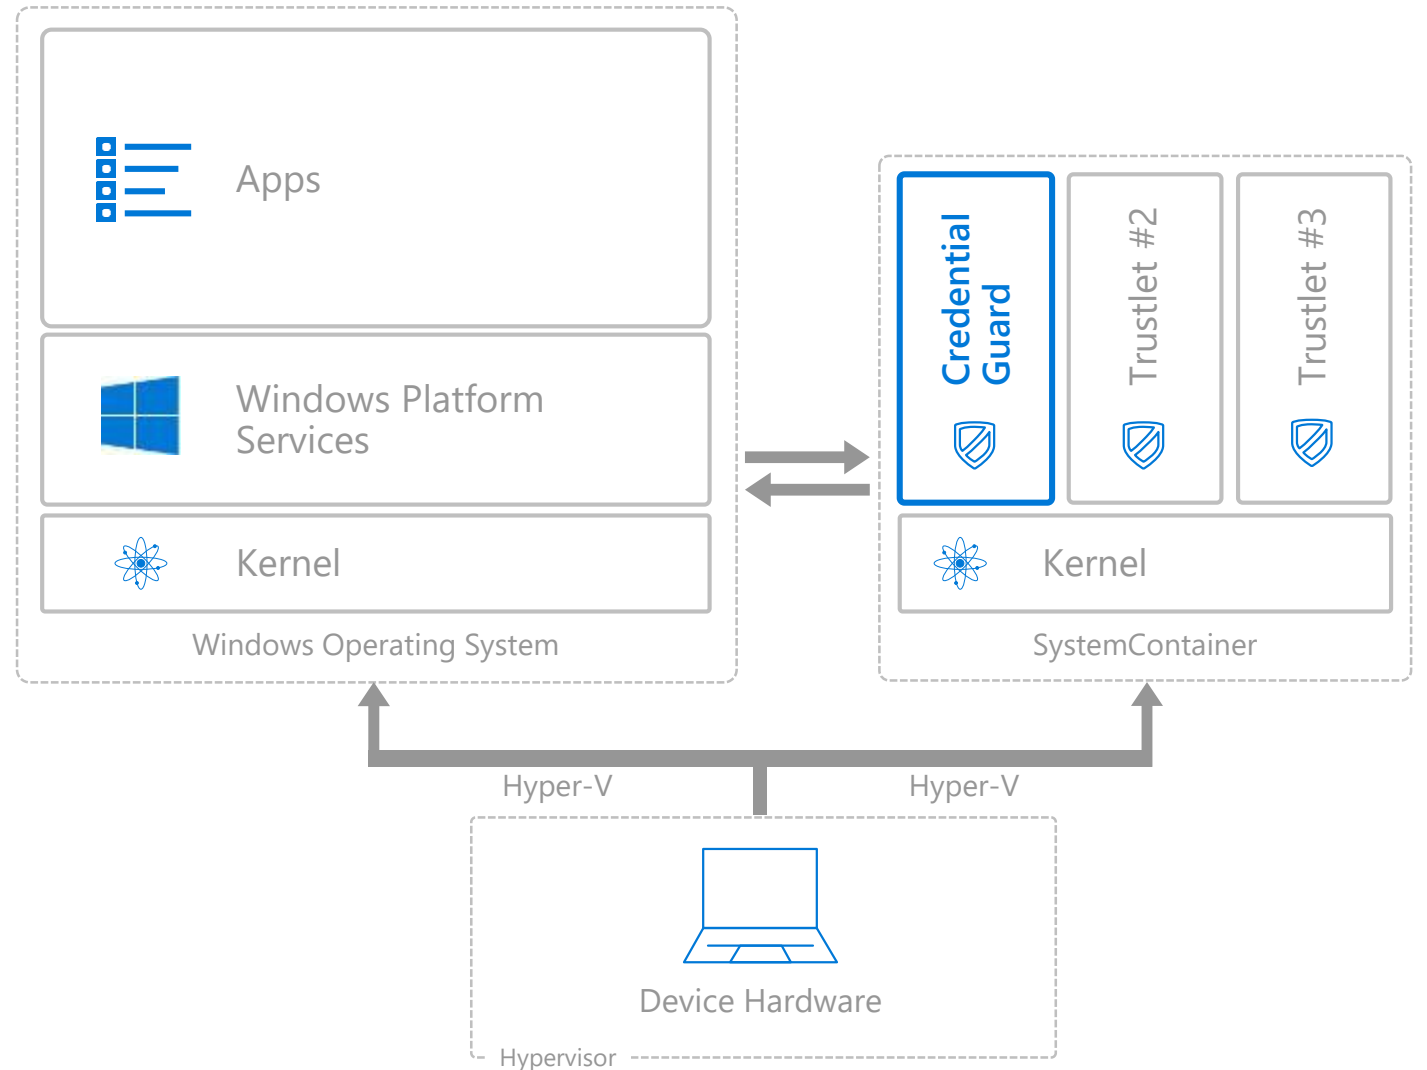 Apps
Windows Platform
Services
Kernel
Windows Operating System
Credential
Guard
Trustlet #2
Trustlet #3
Kernel
SystemContainer
Hyper-V
Hyper-V
Device Hardware
Hypervisor